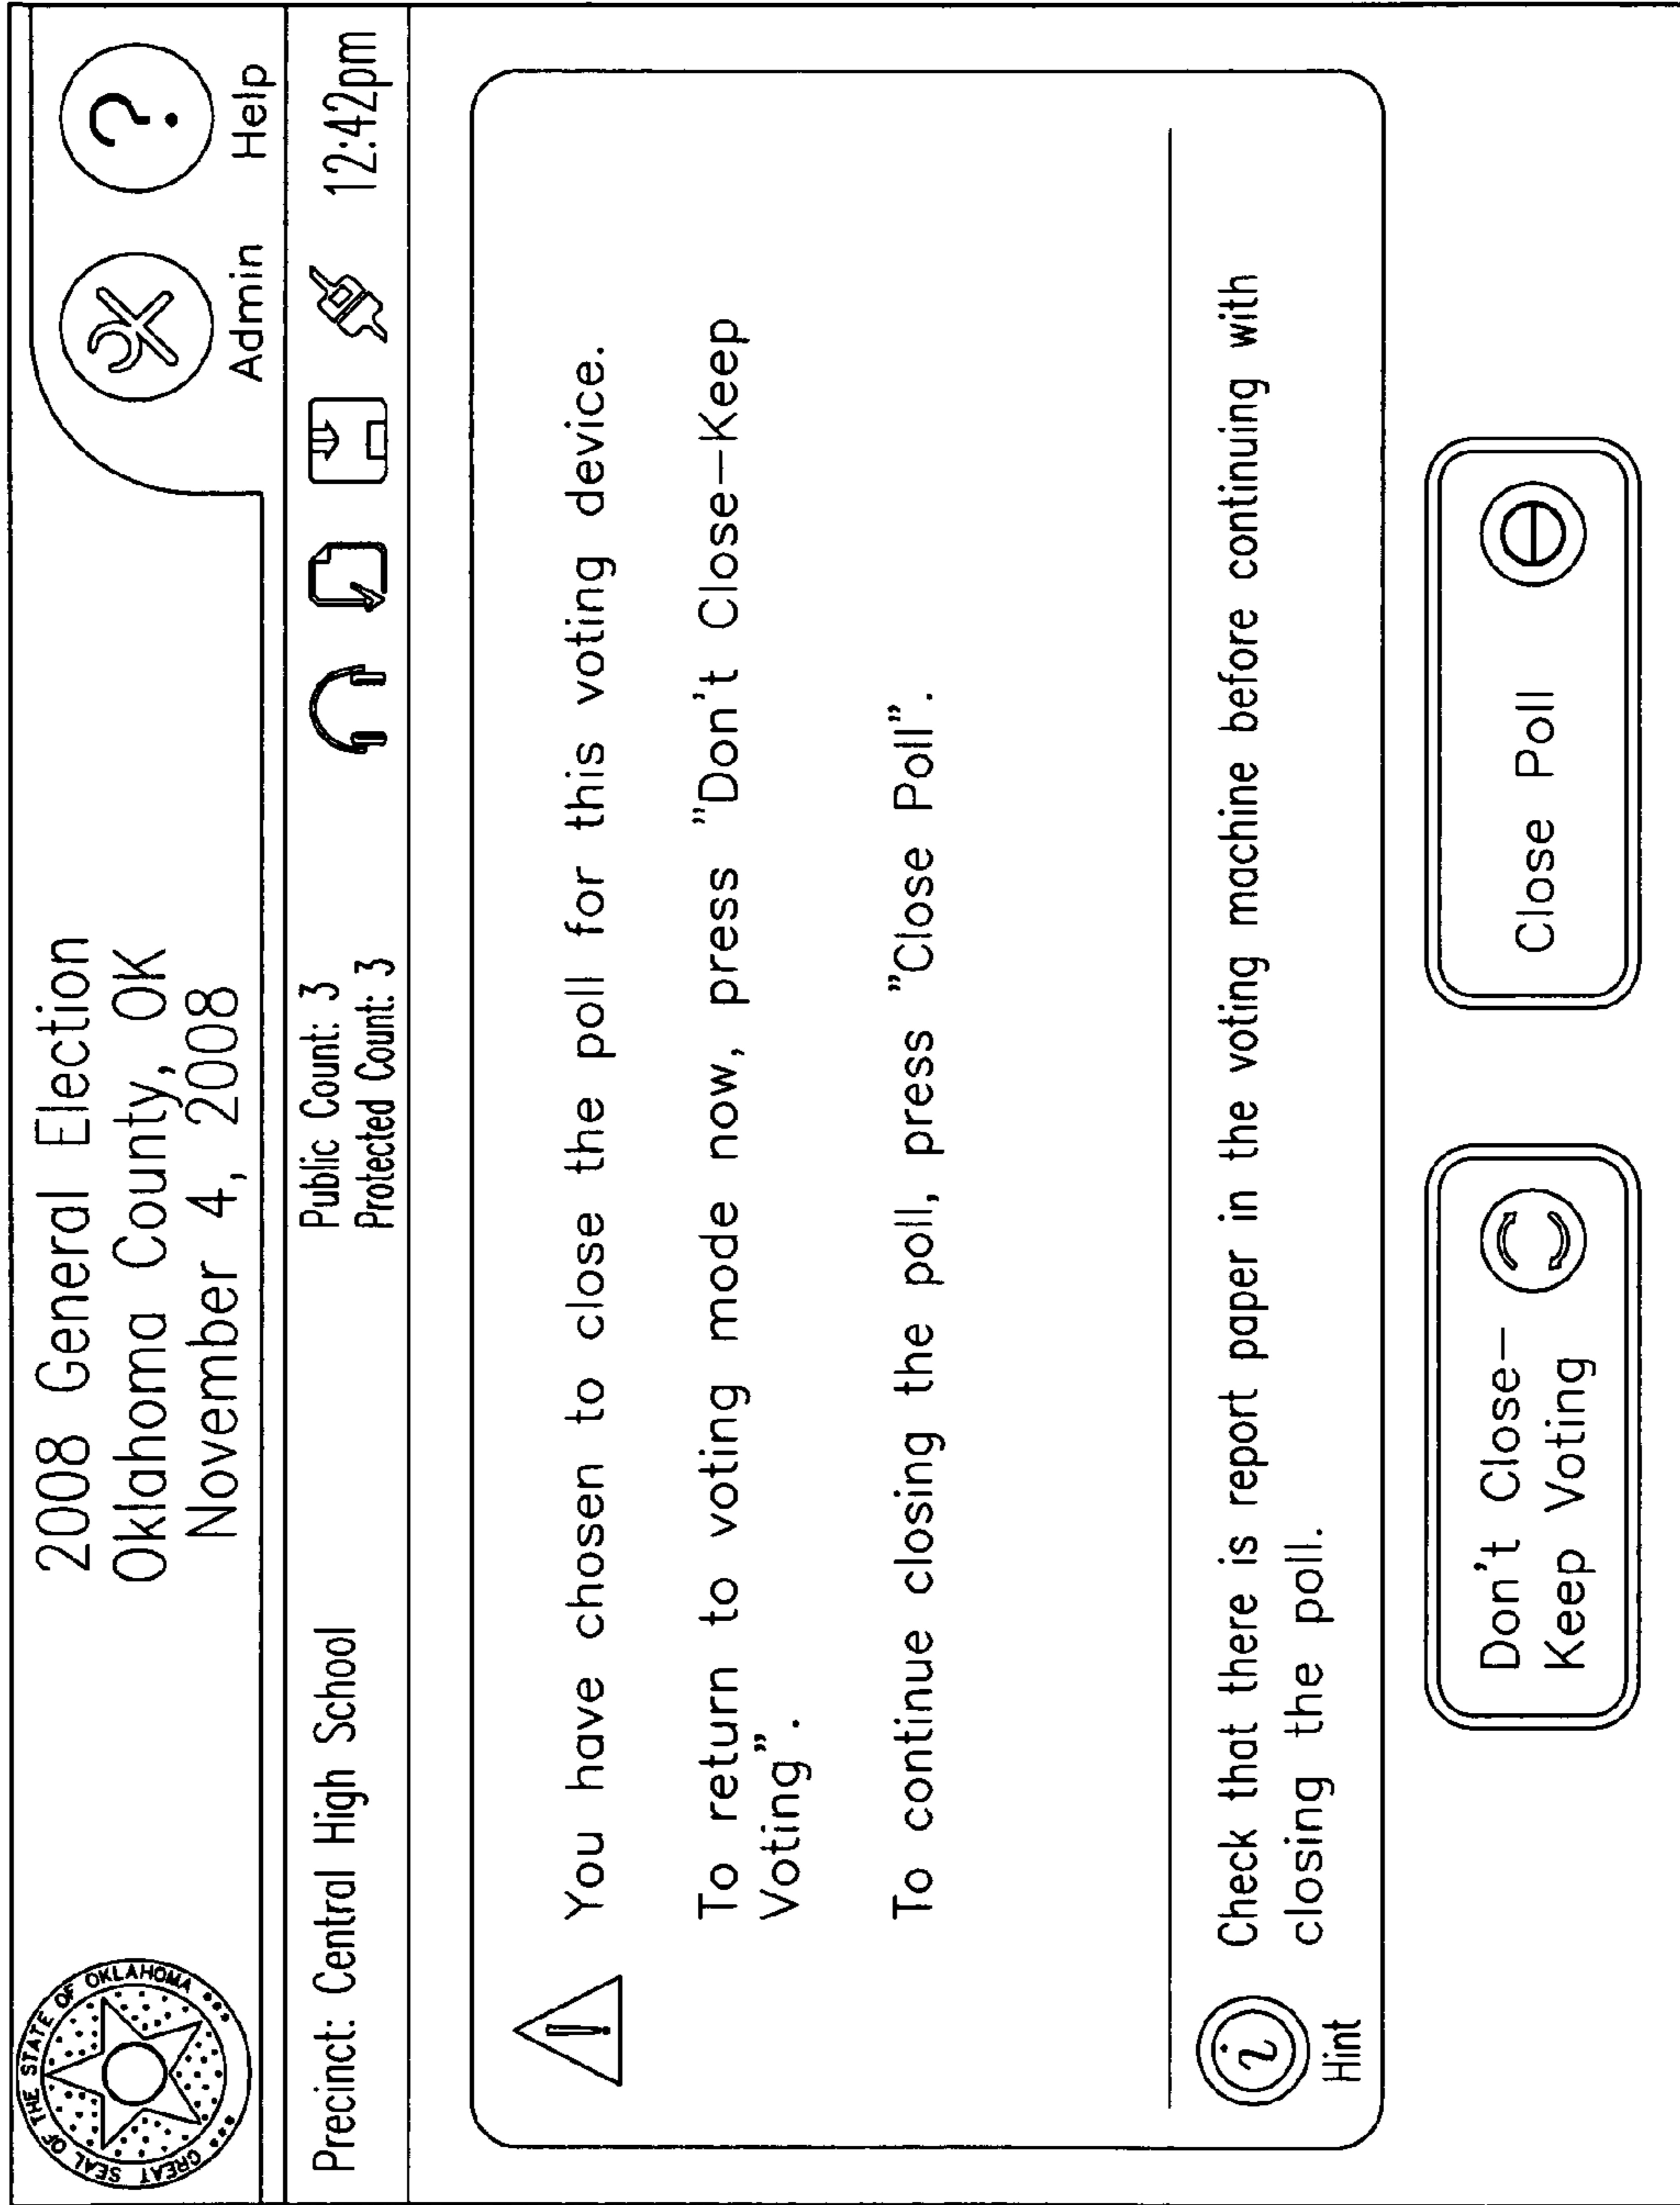 GREAT SEAL OF THE STATE OF OKLAHOMA
2008 General Election
Oklahoma County, OK
November 4, 2008
Admin
Help
Precinct: Central High School
Public Count: 3
Protected Count: 3
12:42pm
You have chosen to close the poll for this voting device.
To return to voting mode now, press "Don't Close–Keep
Voting".
To continue closing the poll, press "Close Poll".
Hint
Check that there is report paper in the voting machine before continuing with
closing the poll.
Don't Close–
Keep Voting
Close Poll